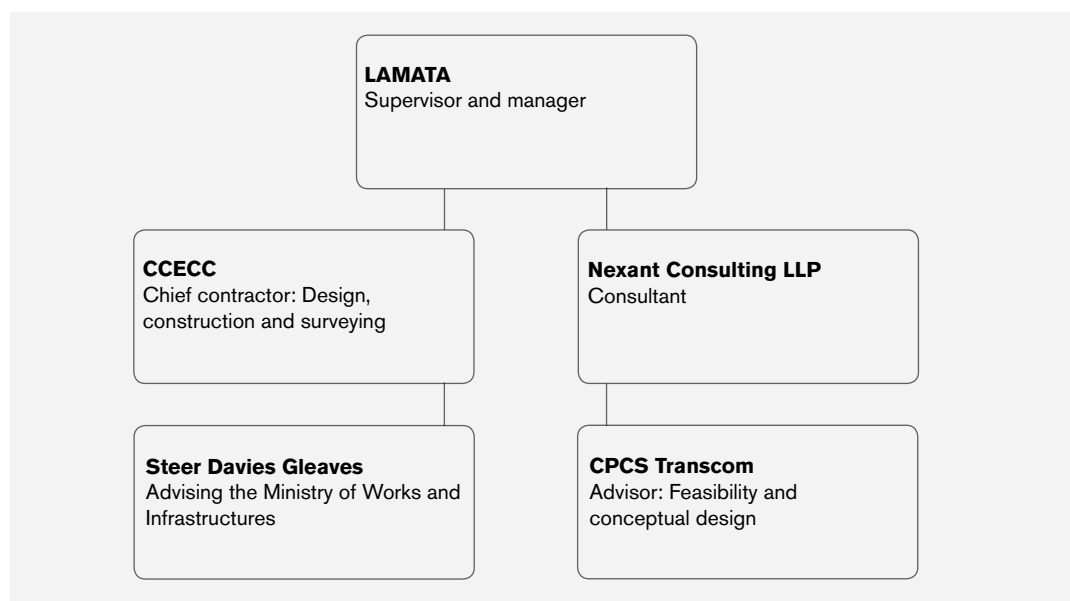 LAMATA
Supervisor and manager
CCECC
Chief contractor: Design,
construction and surveying
Nexant Consulting LLP
Consultant
Steer Davies Gleaves
Advising the Ministry of Works and
Infrastructures
CPCS Transcom
Advisor: Feasibility and
conceptual design